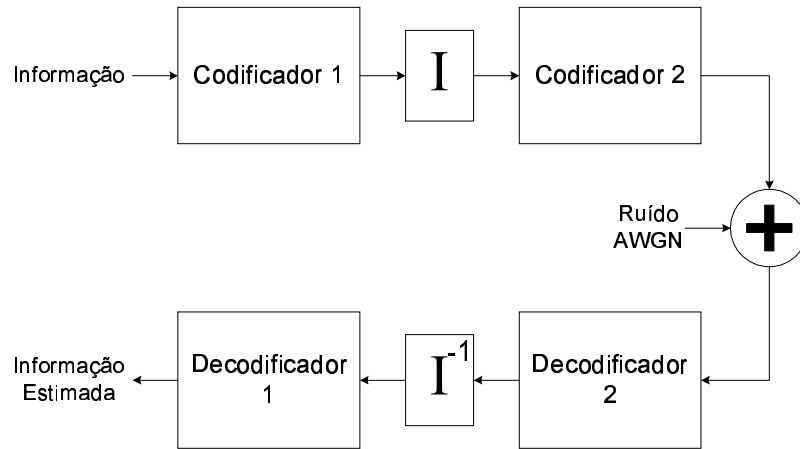 Informação
Codificador 1
I
Codificador 2
Ruído
AWGN
+
Informação
Estimada
Decodificador
1
I-1
Decodificador
2